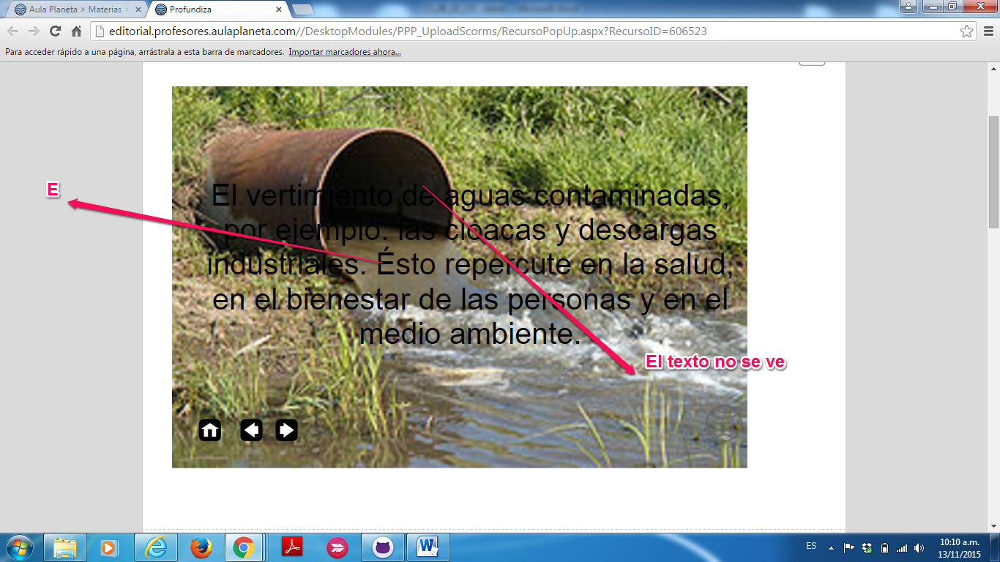 Aula Planeta > Materias >
Profundiza
editorial.profesores.aulaplaneta.com//DesktopModules/PPP_UploadScorms/RecursoPopUp.aspx?RecursoID=606523
Para acceder rápido a una página, arrástrala a esta barra de marcadores. Importar marcadores ahora...
E
El vertimiento de aguas contaminadas,
por ejemplo: las cloacas y descargas
industriales. Ésto repercute en la salud,
en el bienestar de las personas y en el
medio ambiente.
El texto no se ve
ES
10:10 a.m.
13/11/2015